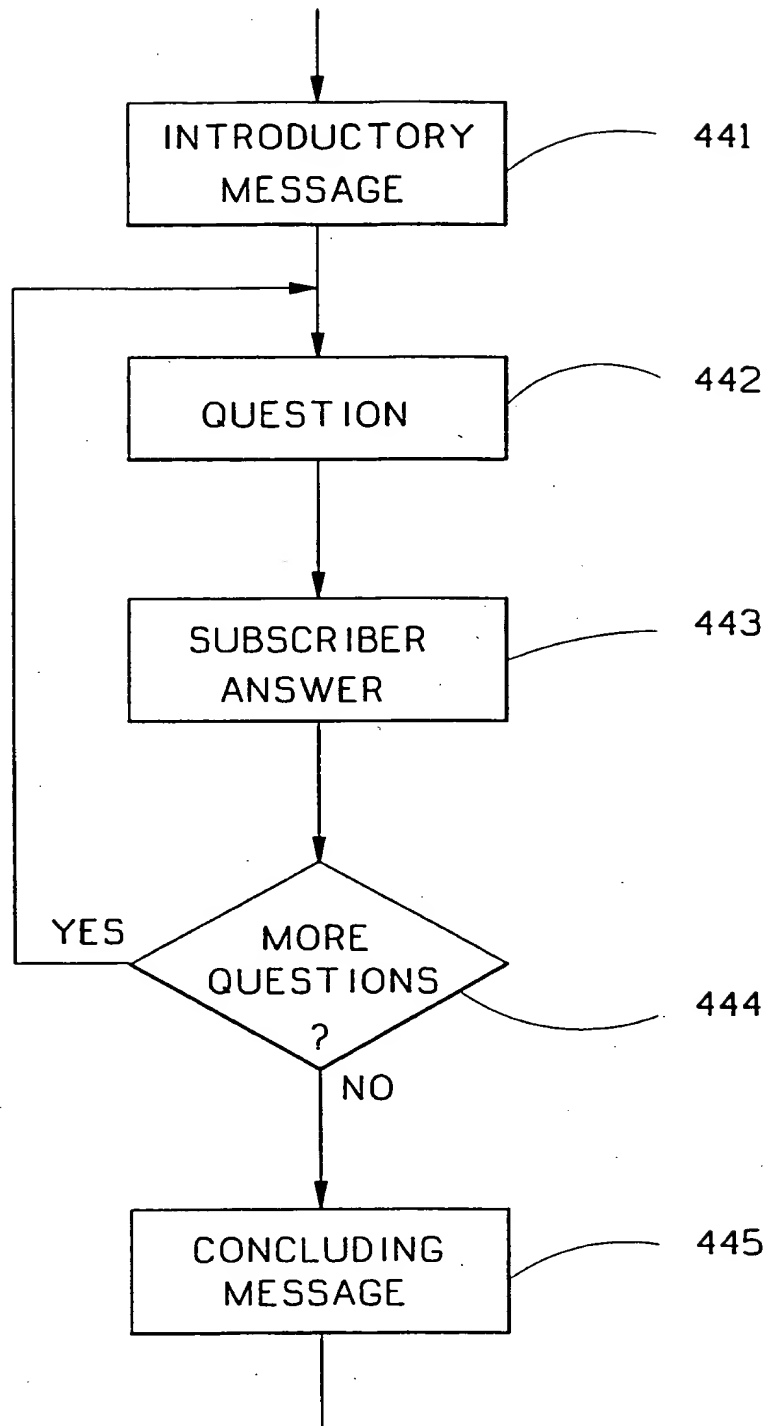 INTRODUCTORY
MESSAGE
441
QUESTION
442
SUBSCRIBER
ANSWER
443
YES
MORE
QUESTIONS
?
444
NO
CONCLUDING
MESSAGE
445